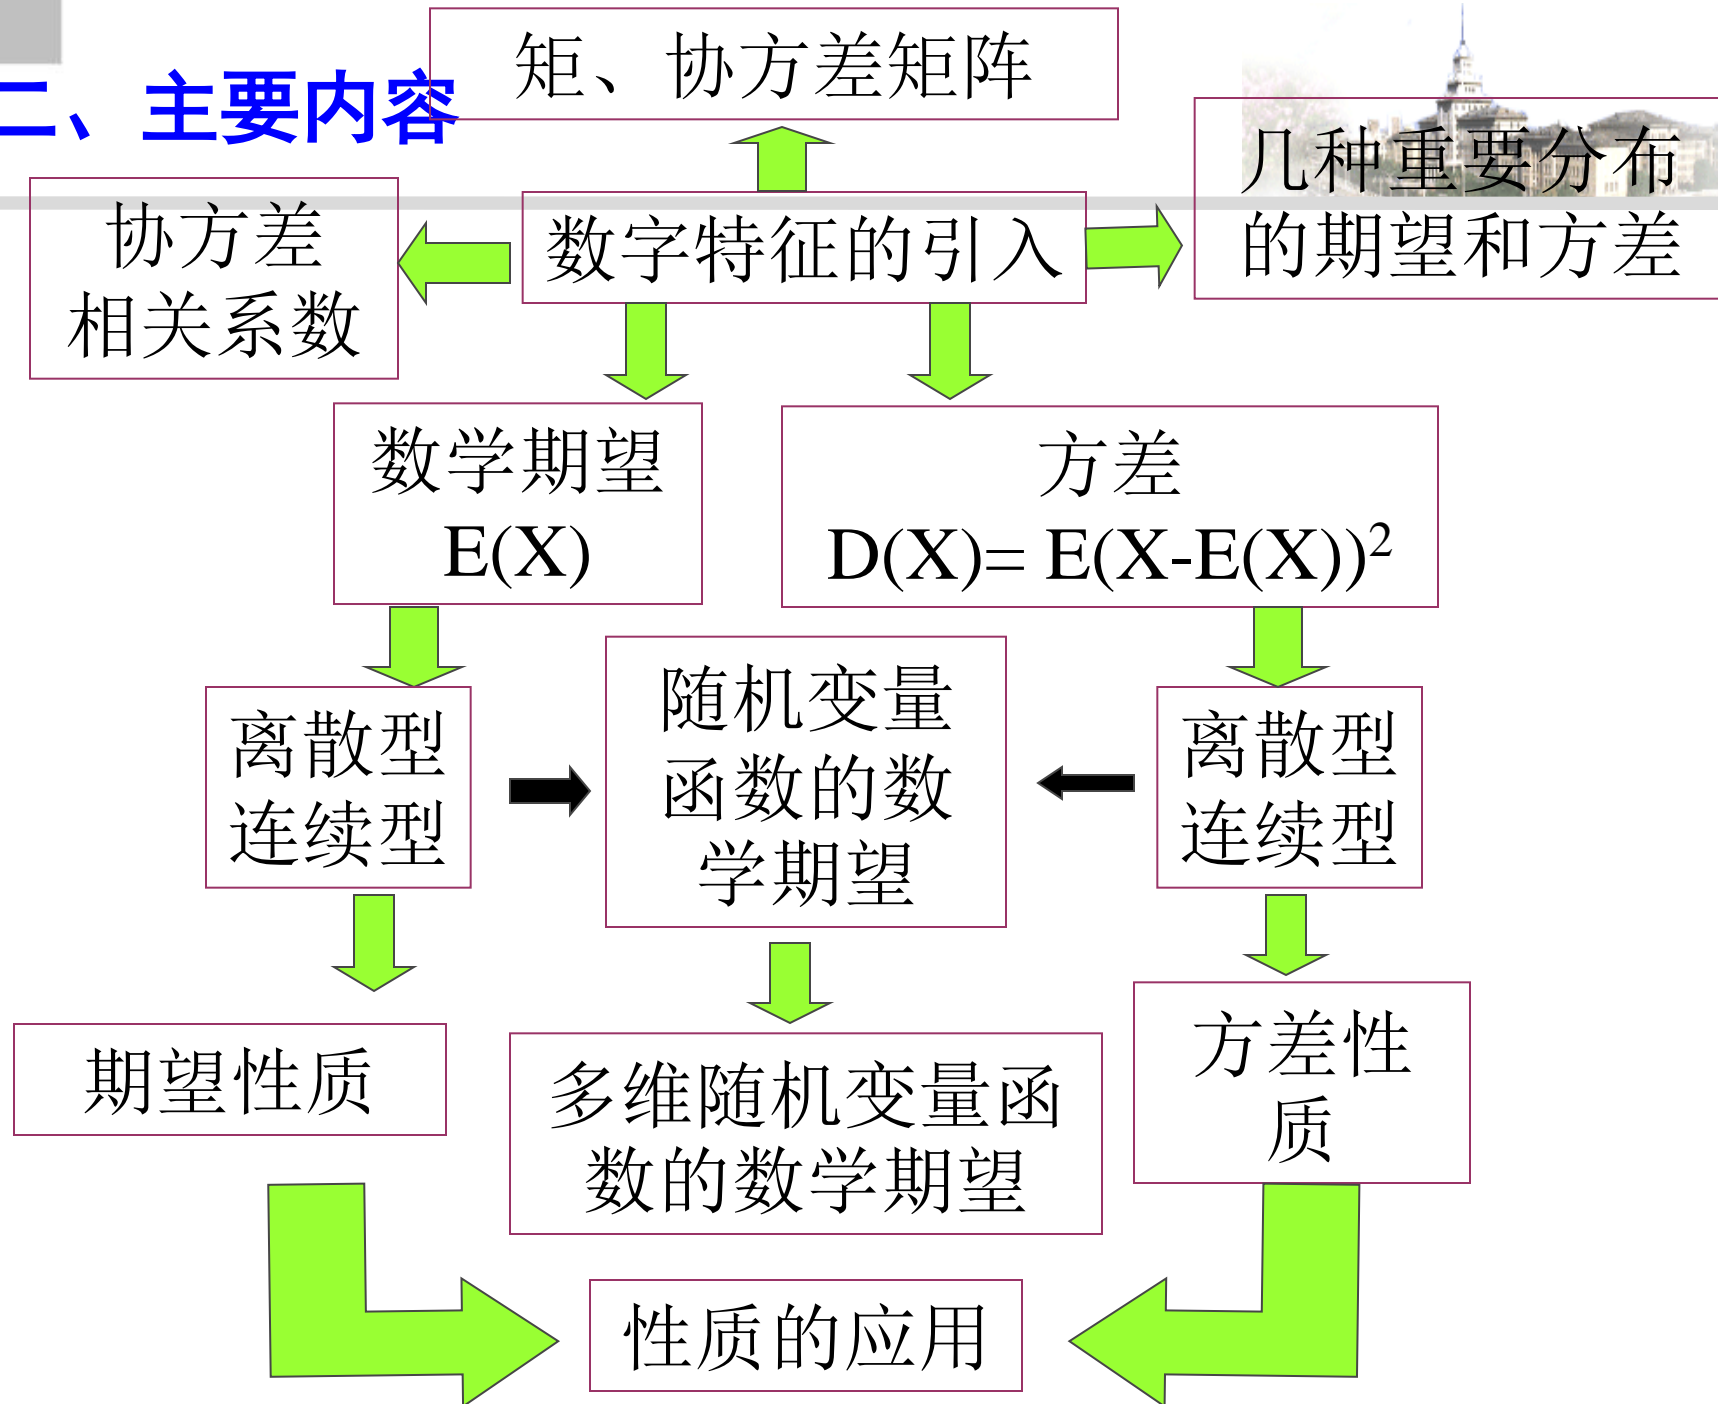 二、主要内容
矩、协方差矩阵
几种重要分布
的期望和方差
协方差
相关系数
数字特征的引入
数学期望
E(X)
方差
D(X)= E(X-E(X))²
离散型
连续型
随机变量
函数的数
学期望
离散型
连续型
期望性质
多维随机变量函
数的数学期望
方差性
质
性质的应用